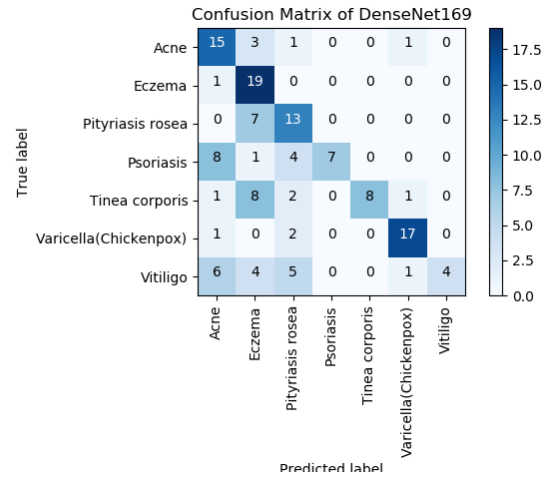 Confusion Matrix of DenseNet169
Acne 15 3 1 0 0 1 0
Eczema 1 19 0 0 0 0 0
Pityriasis rosea 0 7 13 0 0 0 0
Psoriasis 8 1 4 7 0 0 0
Tinea corporis 1 8 2 0 8 1 0
Varicella(Chickenpox) 1 0 2 0 0 17 0
Vitiligo 6 4 5 0 0 1 4
True label
Acne
Eczema
Pityriasis rosea
Psoriasis
Tinea corporis
Varicella(Chickenpox)
Vitiligo
Predicted label
17.5
15.0
12.5
10.0
7.5
5.0
2.5
0.0